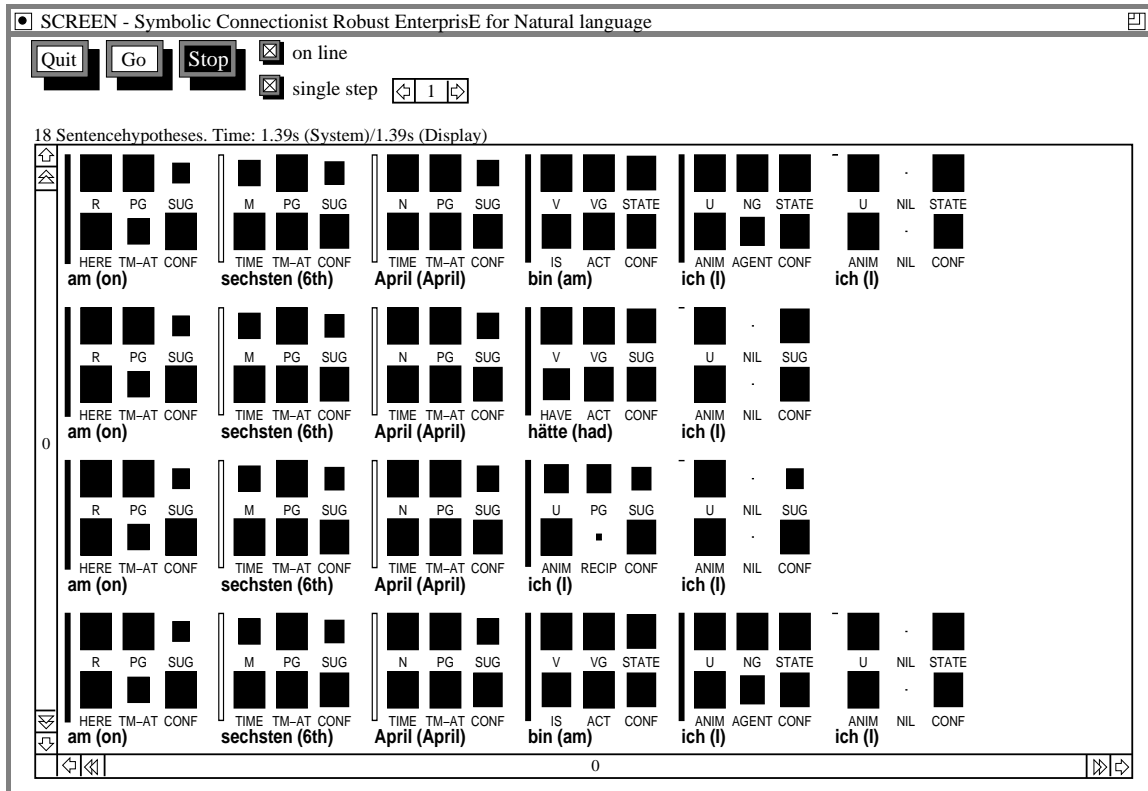 SCREEN - Symbolic Connectionist Robust EnterprisE for Natural language
Quit Go Stop on line
single step 1
18 Sentencehypotheses. Time: 1.39s (System)/1.39s (Display)
R PG SUG M PG SUG N PG SUG V VG STATE U NG STATE U NIL STATE
HERE TM–AT CONF TIME TM–AT CONF TIME TM–AT CONF IS ACT CONF ANIM AGENT CONF ANIM NIL CONF
am (on) sechsten (6th) April (April) bin (am) ich (I) ich (I)
R PG SUG M PG SUG N PG SUG V VG SUG U NIL SUG
HERE TM–AT CONF TIME TM–AT CONF TIME TM–AT CONF HAVE ACT CONF ANIM NIL CONF
am (on) sechsten (6th) April (April) hätte (had) ich (I)
0
R PG SUG M PG SUG N PG SUG U PG SUG U NIL SUG
HERE TM–AT CONF TIME TM–AT CONF TIME TM–AT CONF ANIM RECIP CONF ANIM NIL CONF
am (on) sechsten (6th) April (April) ich (I) ich (I)
R PG SUG M PG SUG N PG SUG V VG STATE U NG STATE U NIL STATE
HERE TM–AT CONF TIME TM–AT CONF TIME TM–AT CONF IS ACT CONF ANIM AGENT CONF ANIM NIL CONF
am (on) sechsten (6th) April (April) bin (am) ich (I) ich (I)
0